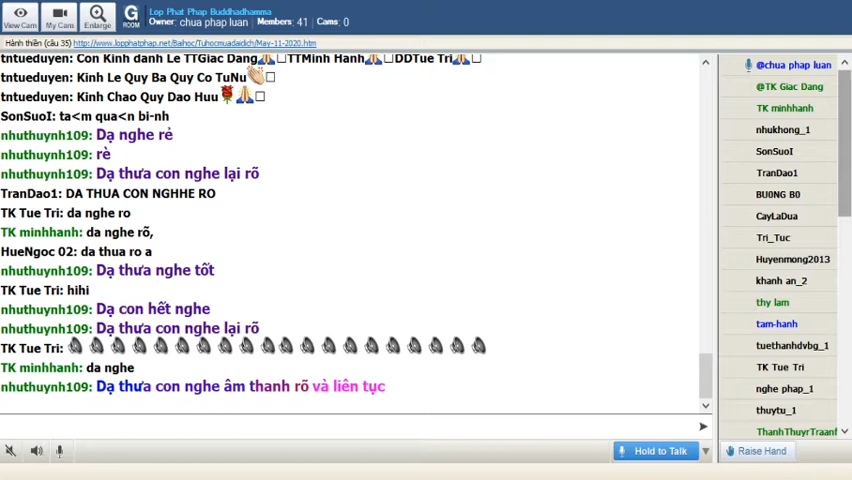 Lop Phat Phap Buddhadhamma
Owner: chua phap luan   Members: 41   Cams: 0
View Cam
My Cam
Enlarge
G
ROOM
Hành thiền (câu 35) http://www.lopphatphap.net/Baihoc/Tuhocmuadaidich/May-11-2020.htm
tntueduyen: Con Kinh danh Le TTGiac Dang🙏□TTMinh Hanh🙏□DDTue Tri🙏□
tntueduyen: Kinh Le Quy Ba Quy Co TuNu👏□
tntueduyen: Kinh Chao Quy Dao Huu🌹🙏□
SonSuoI: ta<m qua<n bi-nh
nhuthuynh109: Dạ nghe rẻ
nhuthuynh109: rè
nhuthuynh109: Dạ thưa con nghe lại rõ
TranDao1: DA THUA CON NGHHE RO
TK Tue Tri: da nghe ro
TK minhhanh: da nghe rõ,
HueNgoc 02: da thua ro a
nhuthuynh109: Dạ thưa nghe tốt
TK Tue Tri: hihi
nhuthuynh109: Dạ con hết nghe
nhuthuynh109: Dạ thưa con nghe lại rõ
TK Tue Tri:
TK minhhanh: da nghe
nhuthuynh109: Dạ thưa con nghe âm thanh rõ và liên tục
Hold to Talk
@chua phap luan
@TK Giac Dang
TK minhhanh
nhukhong_1
SonSuoI
TranDao1
BU0NG B0
CayLaDua
Tri_Tuc
Huyenmong2013
khanh an_2
thy lam
tam-hanh
tuethanhdvbg_1
TK Tue Tri
nghe phap_1
thuytu_1
ThanhThuyrTraanf
Raise Hand